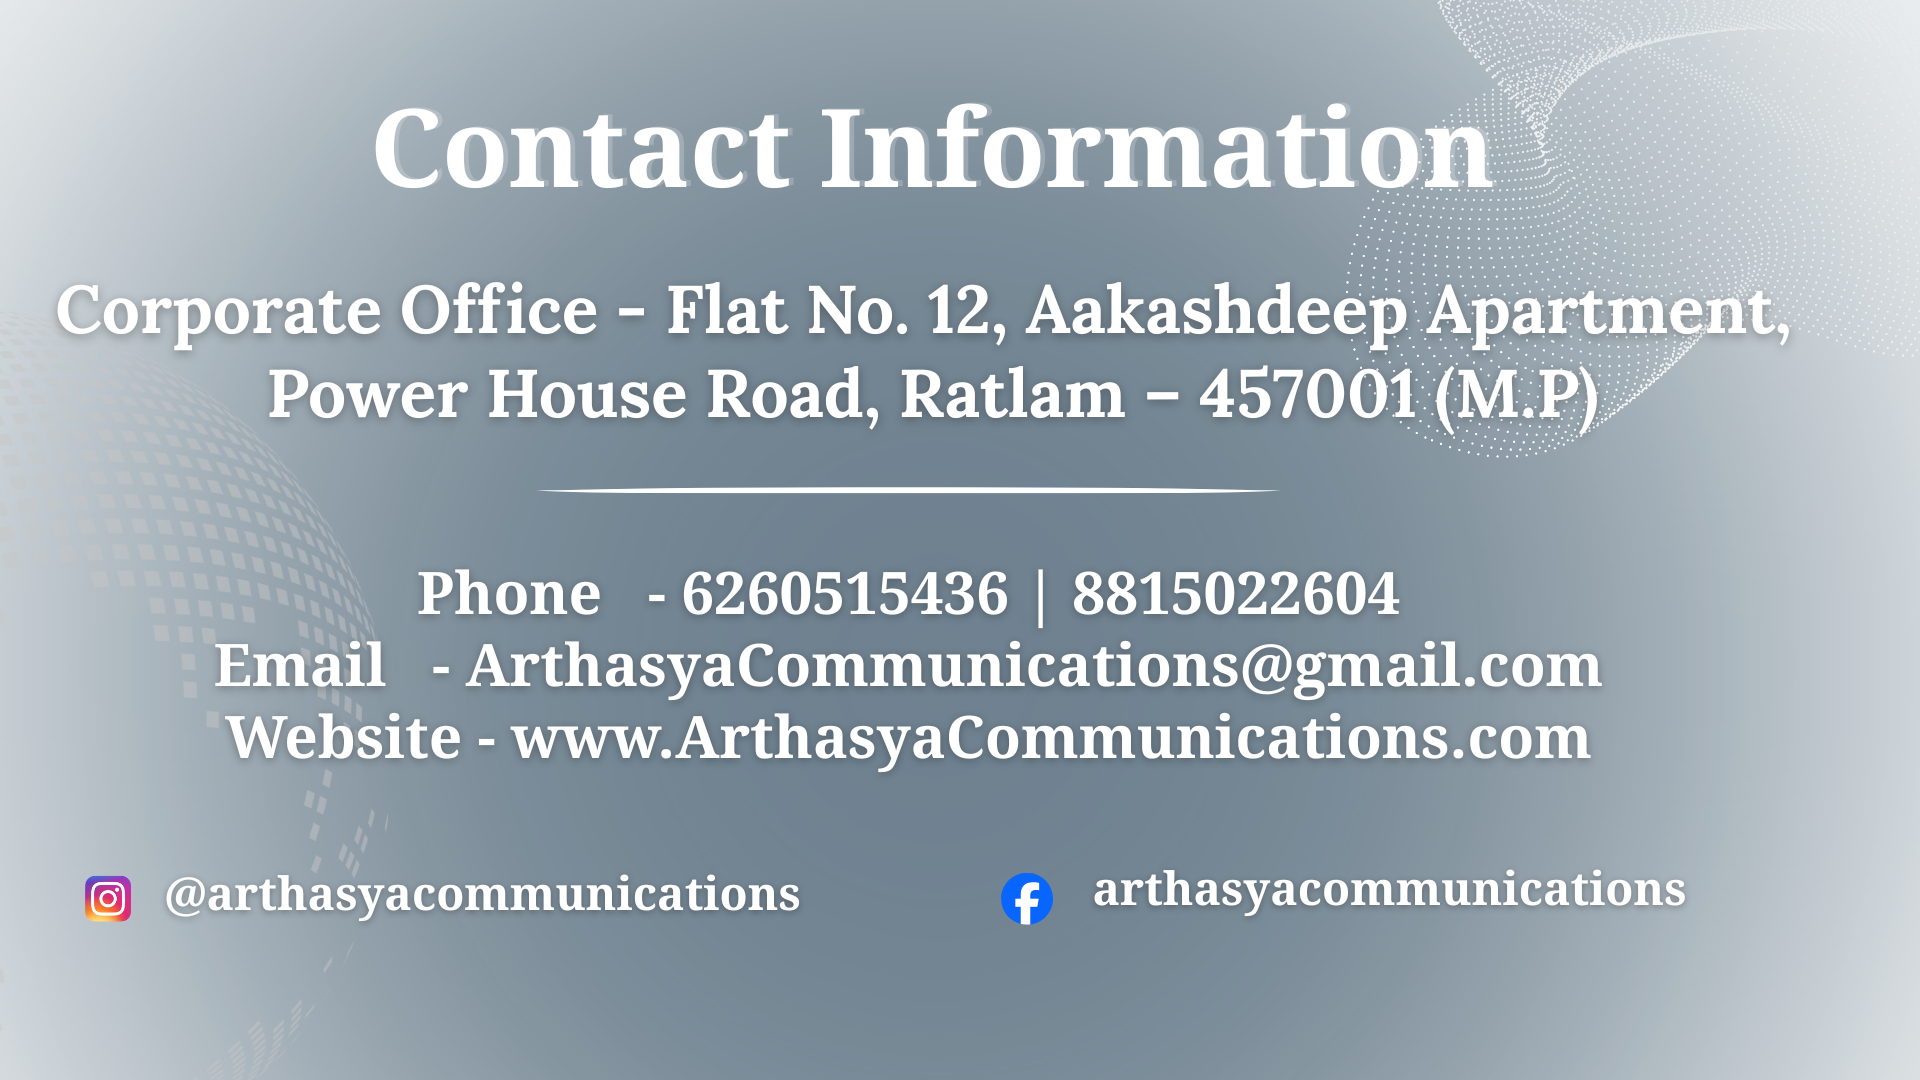 Contact Information
Corporate Office - Flat No. 12, Aakashdeep Apartment,
Power House Road, Ratlam – 457001 (M.P)
Phone - 6260515436 | 8815022604
Email - ArthasyaCommunications@gmail.com
Website - www.ArthasyaCommunications.com
@arthasyacommunications
arthasyacommunications